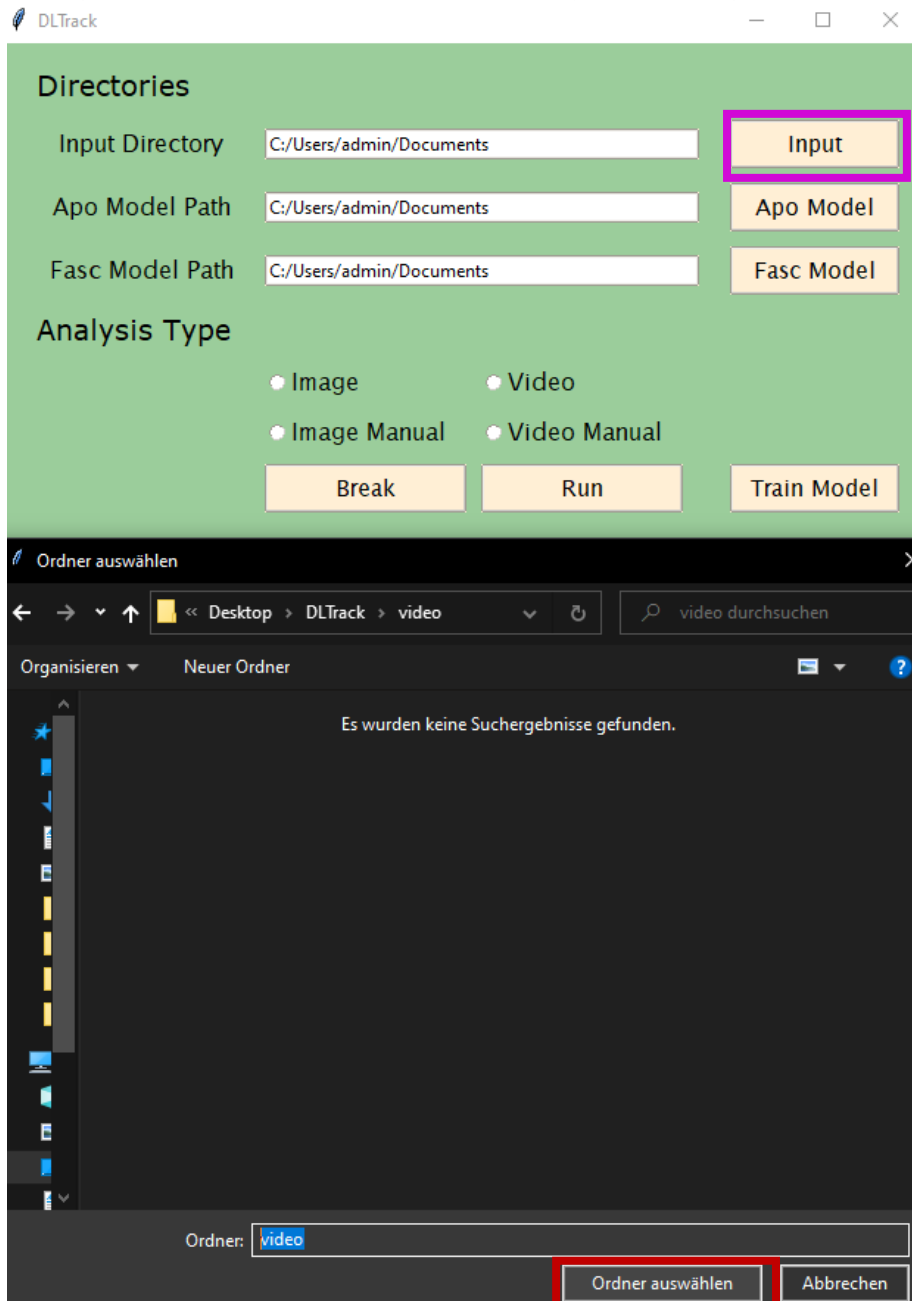 DLTrack
Directories
Input Directory C:/Users/admin/Documents Input
Apo Model Path C:/Users/admin/Documents Apo Model
Fasc Model Path C:/Users/admin/Documents Fasc Model
Analysis Type
Image Video
Image Manual Video Manual
Break Run Train Model
Ordner auswählen
« Desktop › DLTrack › video video durchsuchen
Organisieren Neuer Ordner ?
Es wurden keine Suchergebnisse gefunden.
Ordner: video
Ordner auswählen Abbrechen